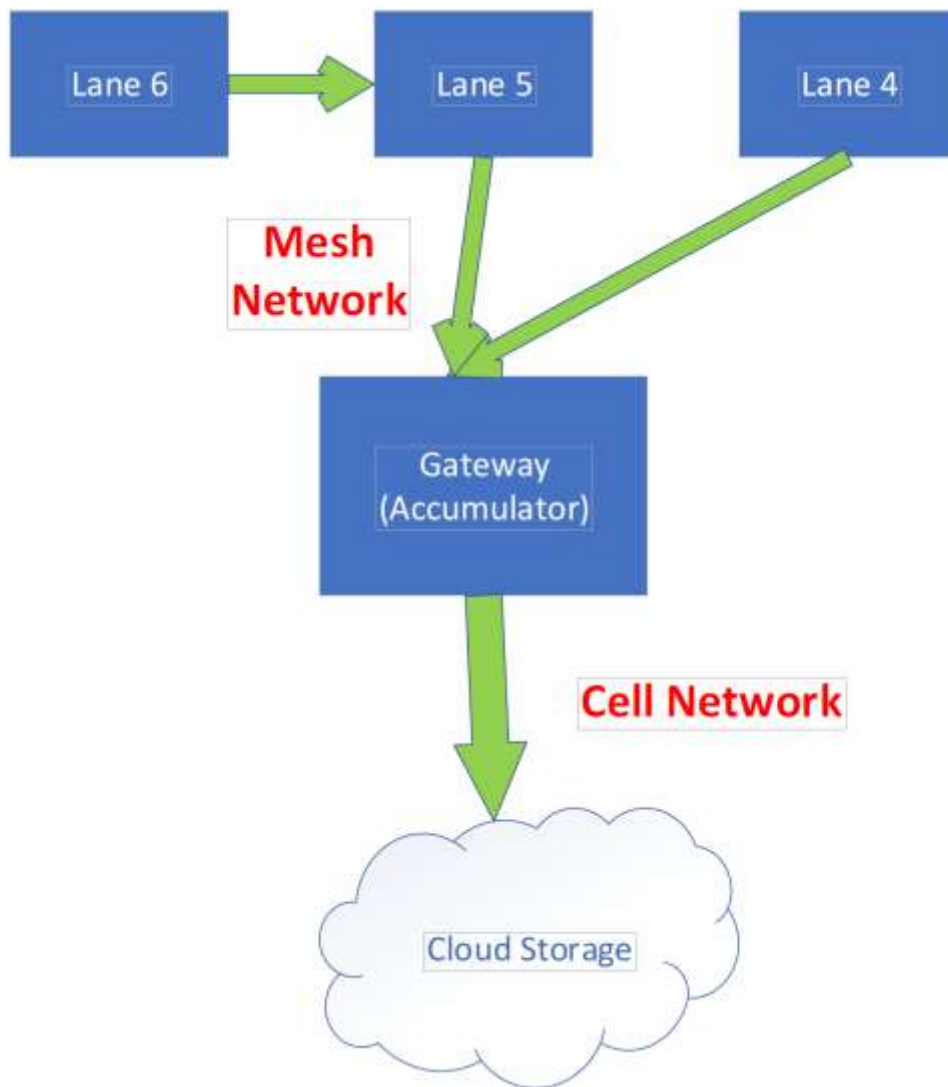 Lane 6
Lane 5
Lane 4
Mesh
Network
Gateway
(Accumulator)
Cell Network
Cloud Storage